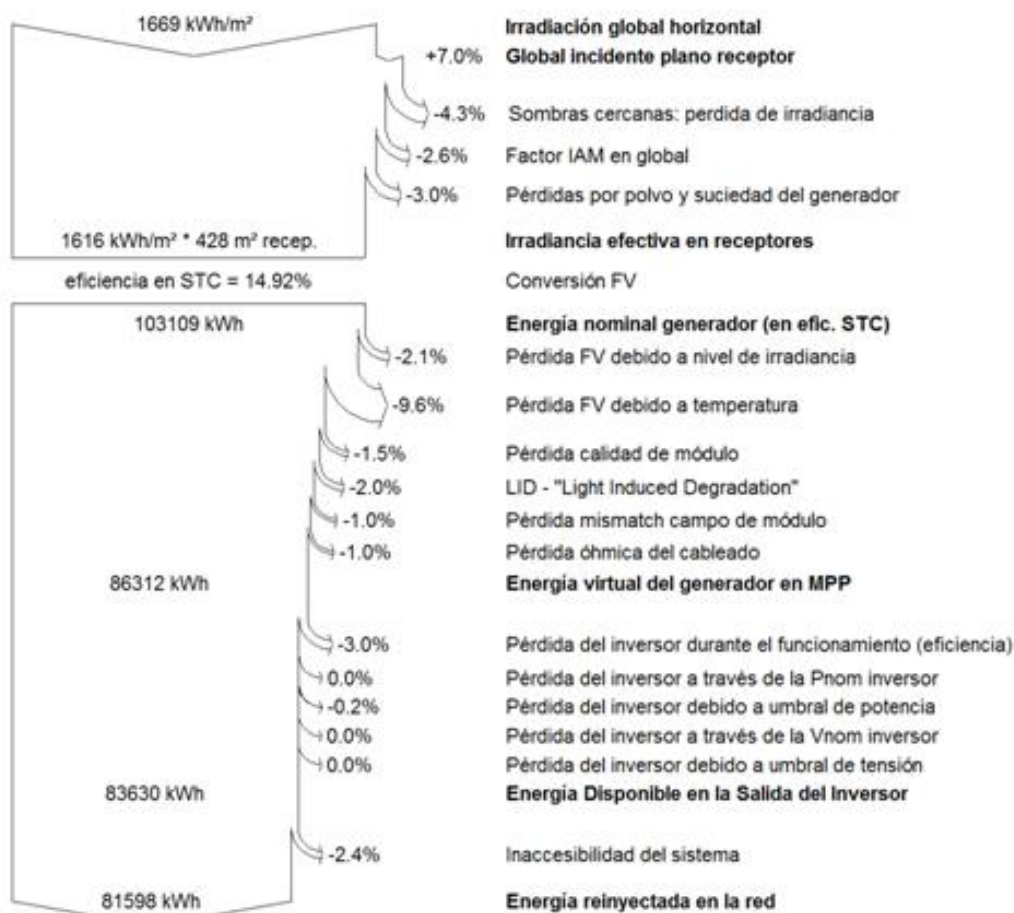 1669 kWh/m² Irradiación global horizontal
+7.0% Global incidente plano receptor
-4.3% Sombras cercanas: perdida de irradiancia
-2.6% Factor IAM en global
-3.0% Pérdidas por polvo y suciedad del generador
1616 kWh/m² * 428 m² recep. Irradiancia efectiva en receptores
eficiencia en STC = 14.92% Conversión FV
103109 kWh Energía nominal generador (en efic. STC)
-2.1% Pérdida FV debido a nivel de irradiancia
-9.6% Pérdida FV debido a temperatura
-1.5% Pérdida calidad de módulo
-2.0% LID - "Light Induced Degradation"
-1.0% Pérdida mismatch campo de módulo
-1.0% Pérdida óhmica del cableado
86312 kWh Energía virtual del generador en MPP
-3.0% Pérdida del inversor durante el funcionamiento (eficiencia)
0.0% Pérdida del inversor a través de la Pnom inversor
-0.2% Pérdida del inversor debido a umbral de potencia
0.0% Pérdida del inversor a través de la Vnom inversor
0.0% Pérdida del inversor debido a umbral de tensión
83630 kWh Energía Disponible en la Salida del Inversor
-2.4% Inaccesibilidad del sistema
81598 kWh Energía reinyectada en la red